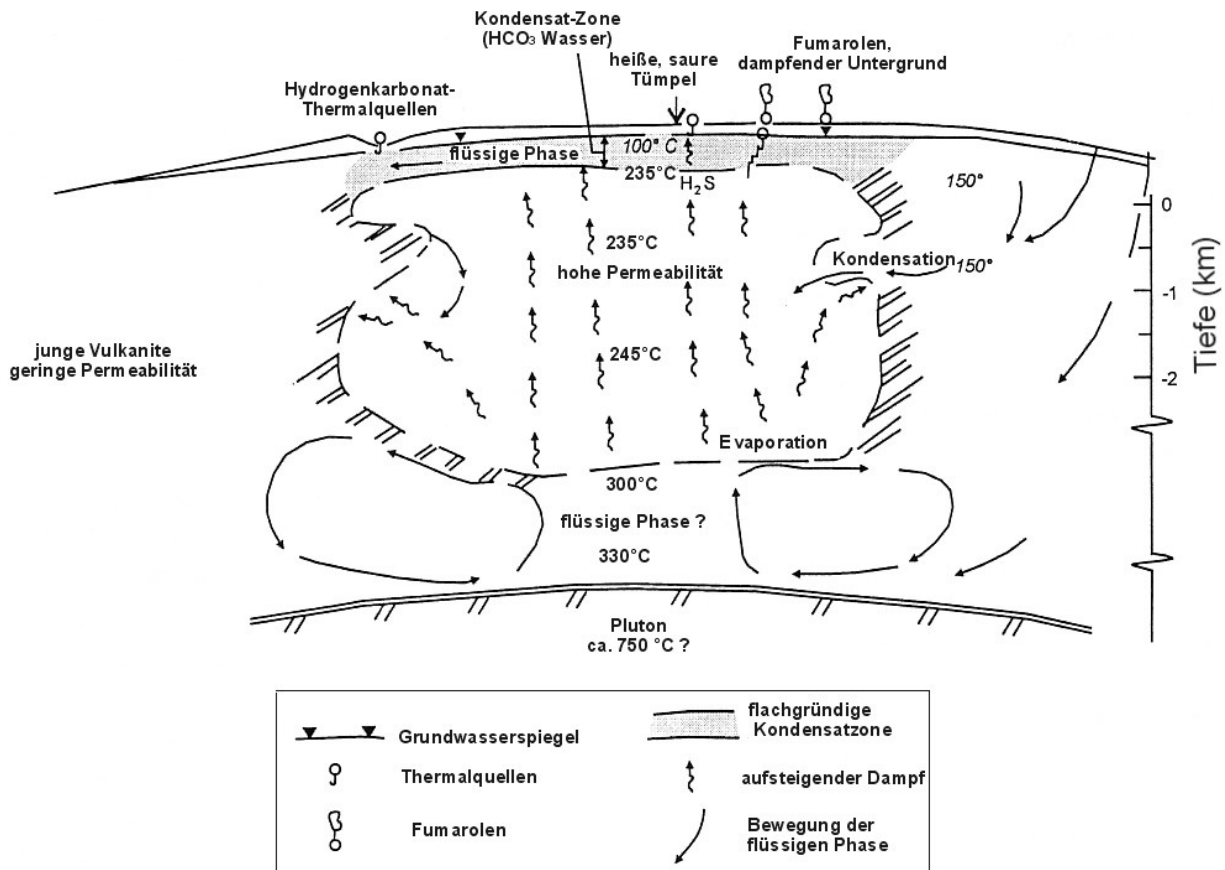 Kondensat-Zone
(HCO₃ Wasser)
heiße, saure
Tümpel
Fumarolen,
dampfender Untergrund
Hydrogenkarbonat-
Thermalquellen
flüssige Phase
100° C
235°C
H₂S
150°
0
235°C
hohe Permeabilität
Kondensation
150°
-1
junge Vulkanite
geringe Permeabilität
245°C
-2
Tiefe (km)
Evaporation
300°C
flüssige Phase ?
330°C
Pluton
ca. 750 °C ?
Grundwasserspiegel
Thermalquellen
Fumarolen
flachgründige
Kondensatzone
aufsteigender Dampf
Bewegung der
flüssigen Phase